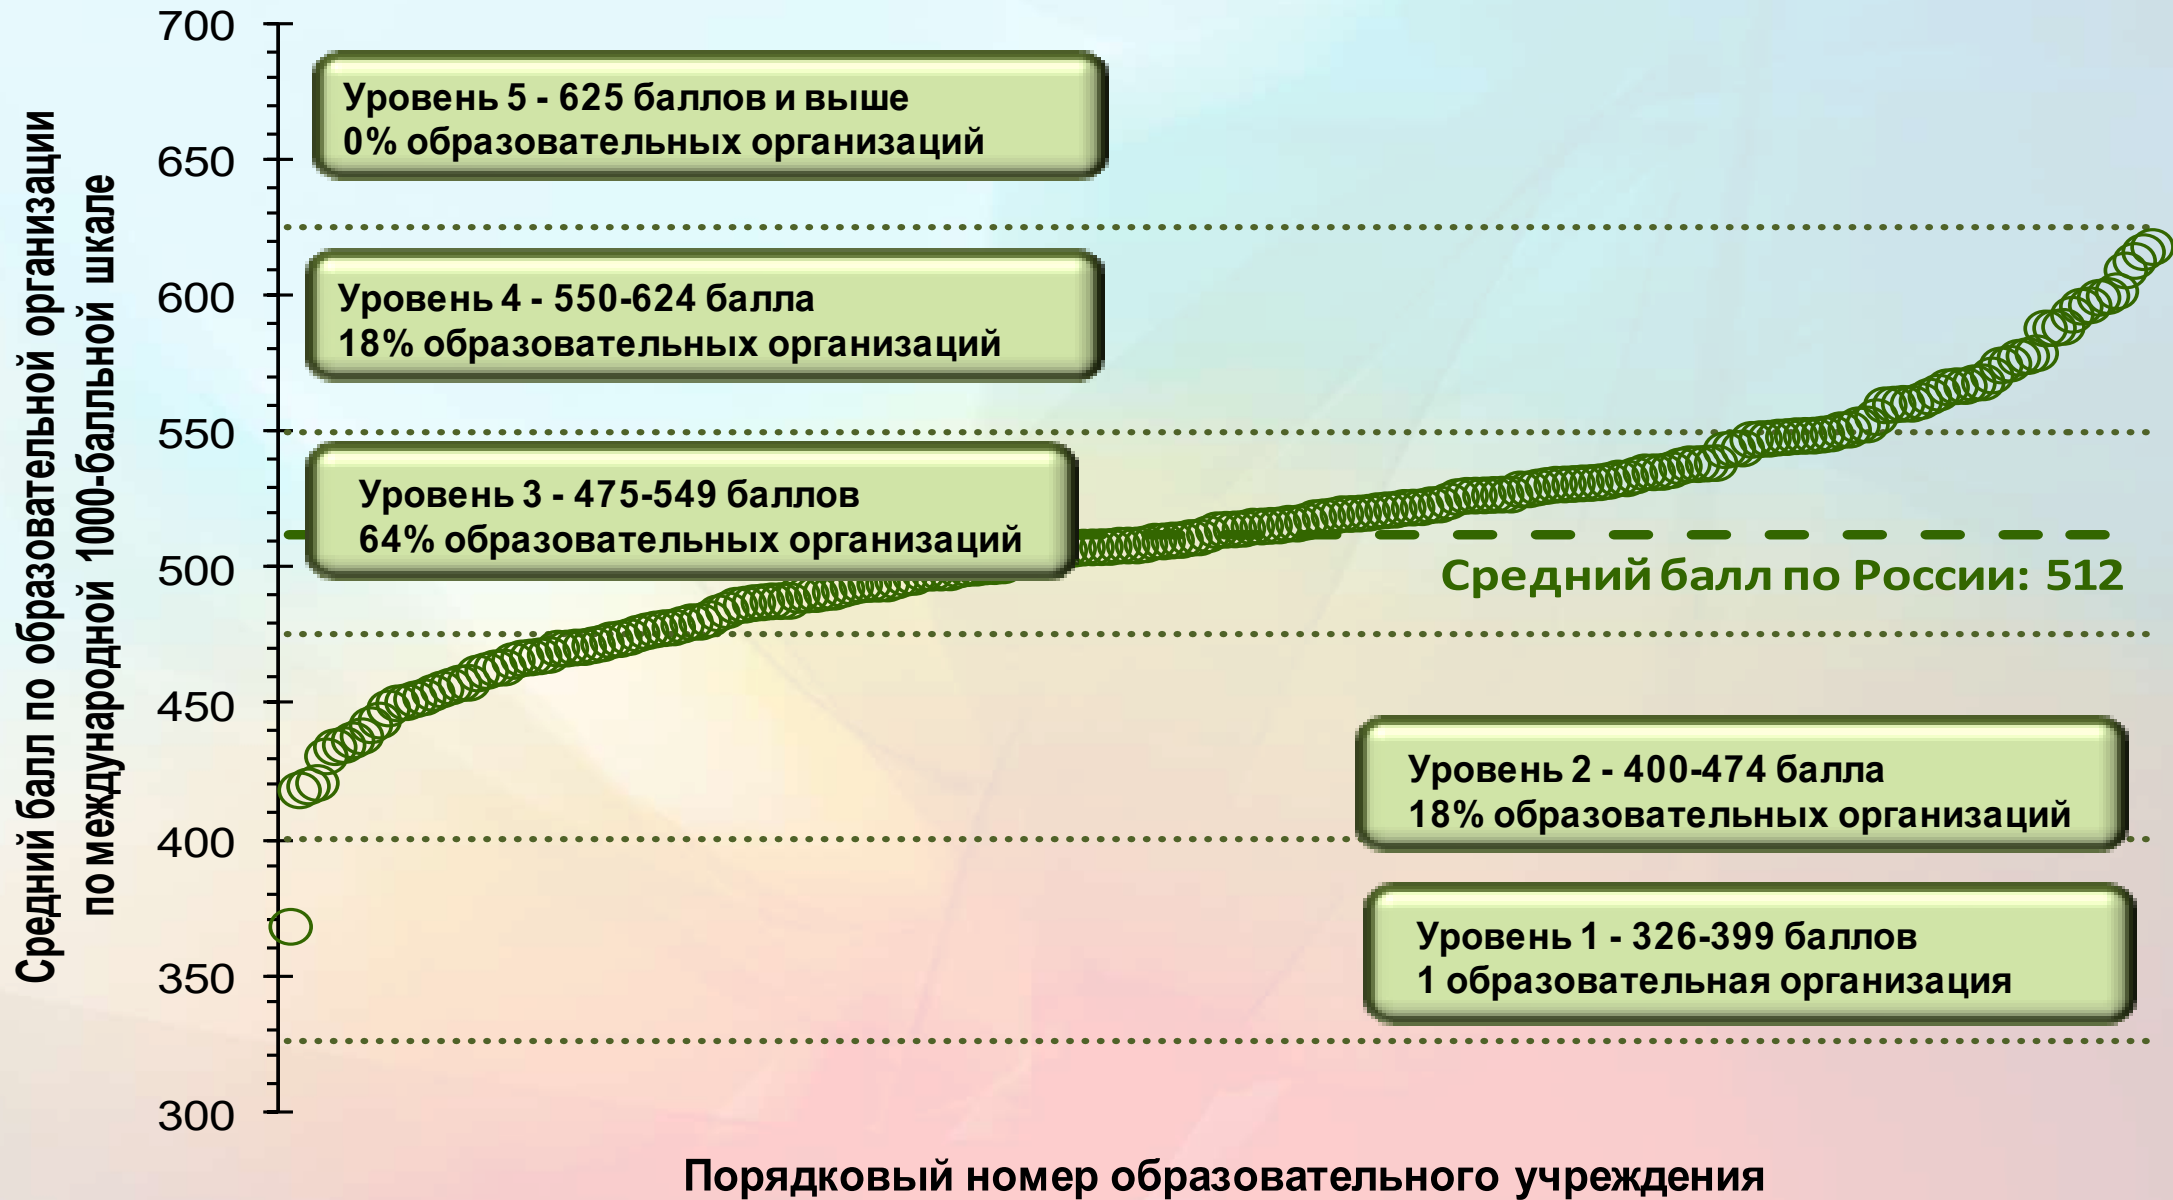 Средний балл по образовательной организации
по международной 1000-балльной шкале
700
650
600
550
500
450
400
350
300
Уровень 5 - 625 баллов и выше
0% образовательных организаций
Уровень 4 - 550-624 балла
18% образовательных организаций
Уровень 3 - 475-549 баллов
64% образовательных организаций
Средний балл по России: 512
Уровень 2 - 400-474 балла
18% образовательных организаций
Уровень 1 - 326-399 баллов
1 образовательная организация
Порядковый номер образовательного учреждения